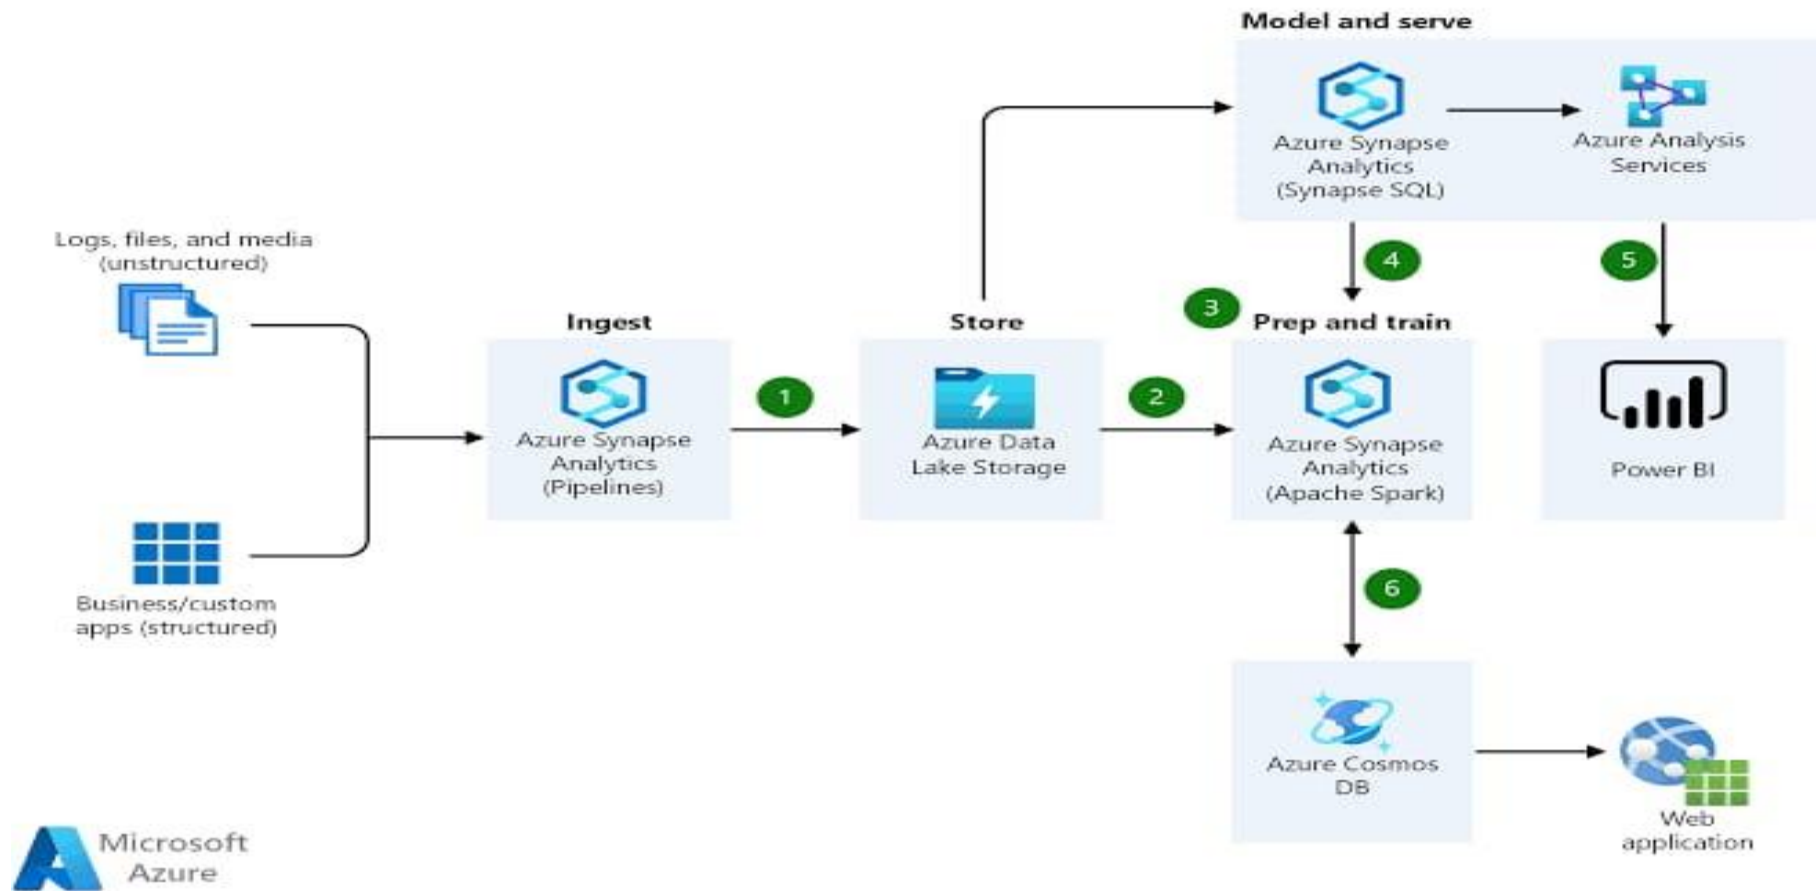 Model and serve
Azure Synapse
Analytics
(Synapse SQL)
Azure Analysis
Services
Logs, files, and media
(unstructured)
4
5
3
Ingest
Store
Prep and train
1
2
Azure Synapse
Analytics
(Pipelines)
Azure Data
Lake Storage
Azure Synapse
Analytics
(Apache Spark)
Power BI
Business/custom
apps (structured)
6
Azure Cosmos
DB
Web
application
Microsoft
Azure